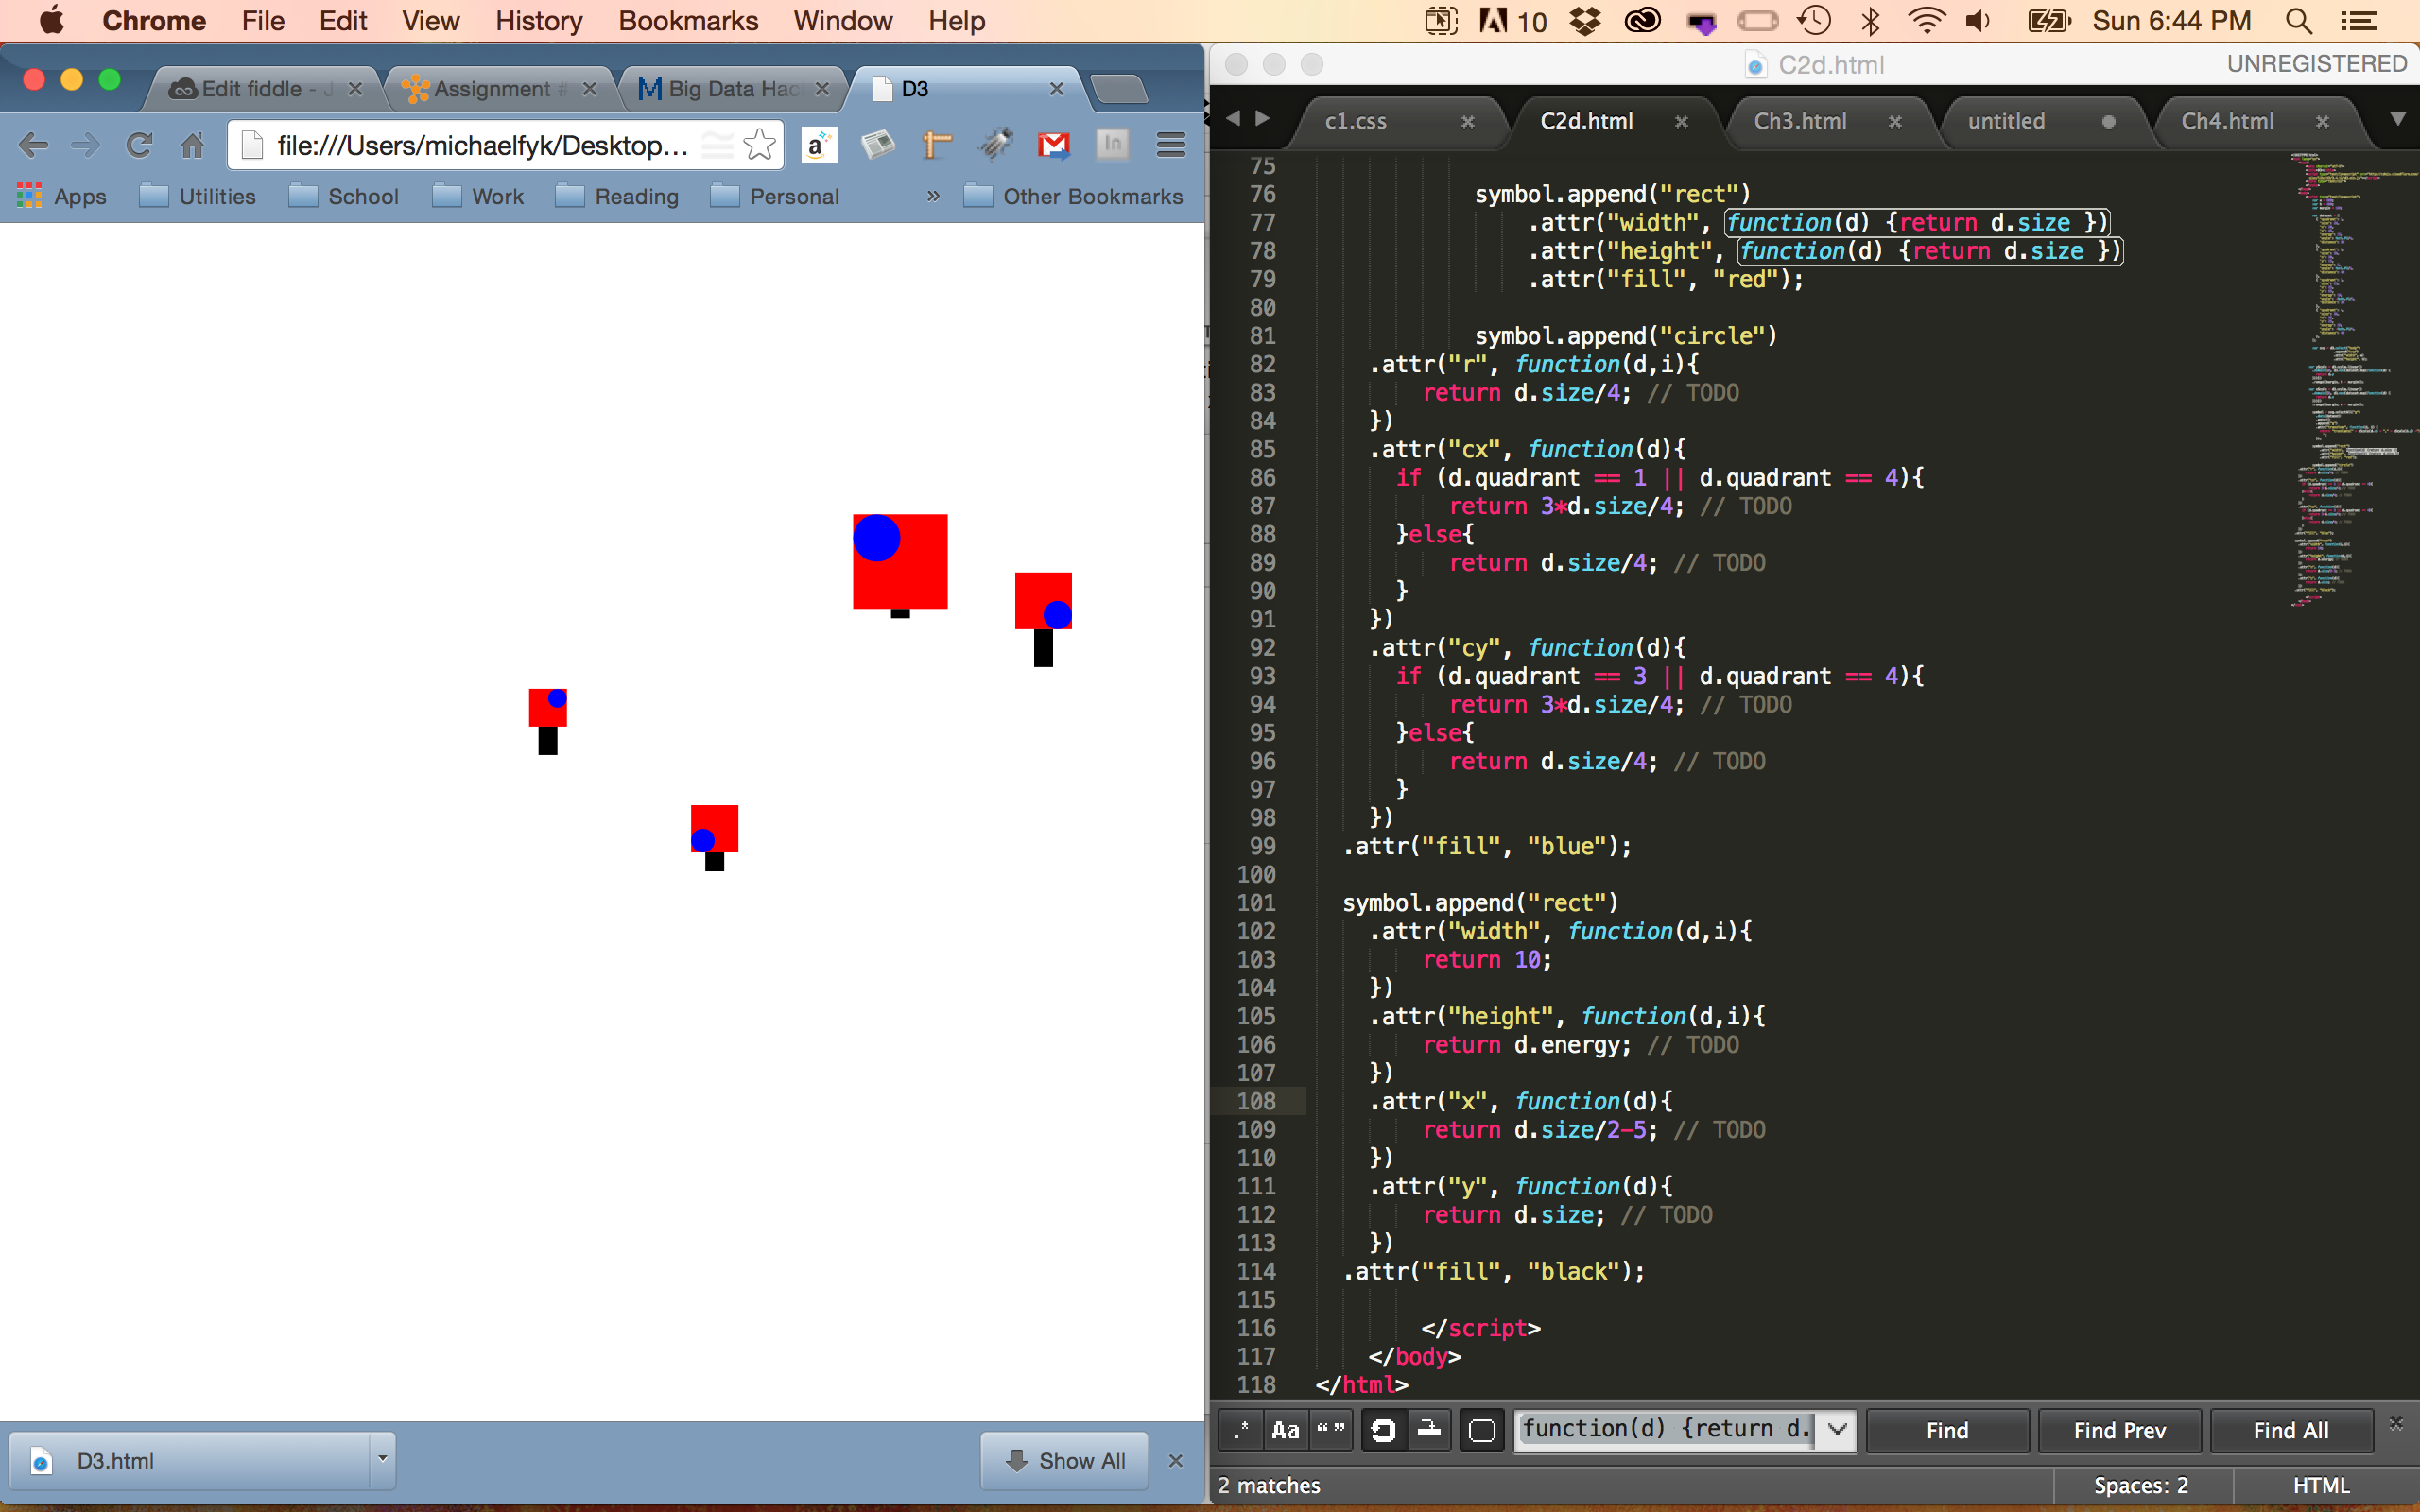 Chrome File Edit View History Bookmarks Window Help 10 Sun 6:44 PM
Edit fiddle - J Assignment # Big Data Hac D3
file:///Users/michaelfyk/Desktop...
Apps Utilities School Work Reading Personal » Other Bookmarks
D3.html Show All
C2d.html UNREGISTERED
c1.css C2d.html Ch3.html untitled Ch4.html
75
76 symbol.append("rect")
77 .attr("width", function(d) {return d.size })
78 .attr("height", function(d) {return d.size })
79 .attr("fill", "red");
80
81 symbol.append("circle")
82 .attr("r", function(d,i){
83 return d.size/4; // TODO
84 })
85 .attr("cx", function(d){
86 if (d.quadrant == 1 || d.quadrant == 4){
87 return 3*d.size/4; // TODO
88 }else{
89 return d.size/4; // TODO
90 }
91 })
92 .attr("cy", function(d){
93 if (d.quadrant == 3 || d.quadrant == 4){
94 return 3*d.size/4; // TODO
95 }else{
96 return d.size/4; // TODO
97 }
98 })
99 .attr("fill", "blue");
100
101 symbol.append("rect")
102 .attr("width", function(d,i){
103 return 10;
104 })
105 .attr("height", function(d,i){
106 return d.energy; // TODO
107 })
108 .attr("x", function(d){
109 return d.size/2-5; // TODO
110 })
111 .attr("y", function(d){
112 return d.size; // TODO
113 })
114 .attr("fill", "black");
115
116 </script>
117 </body>
118 </html>
.* Aa “ ” function(d) {return d. Find Find Prev Find All
2 matches Spaces: 2 HTML